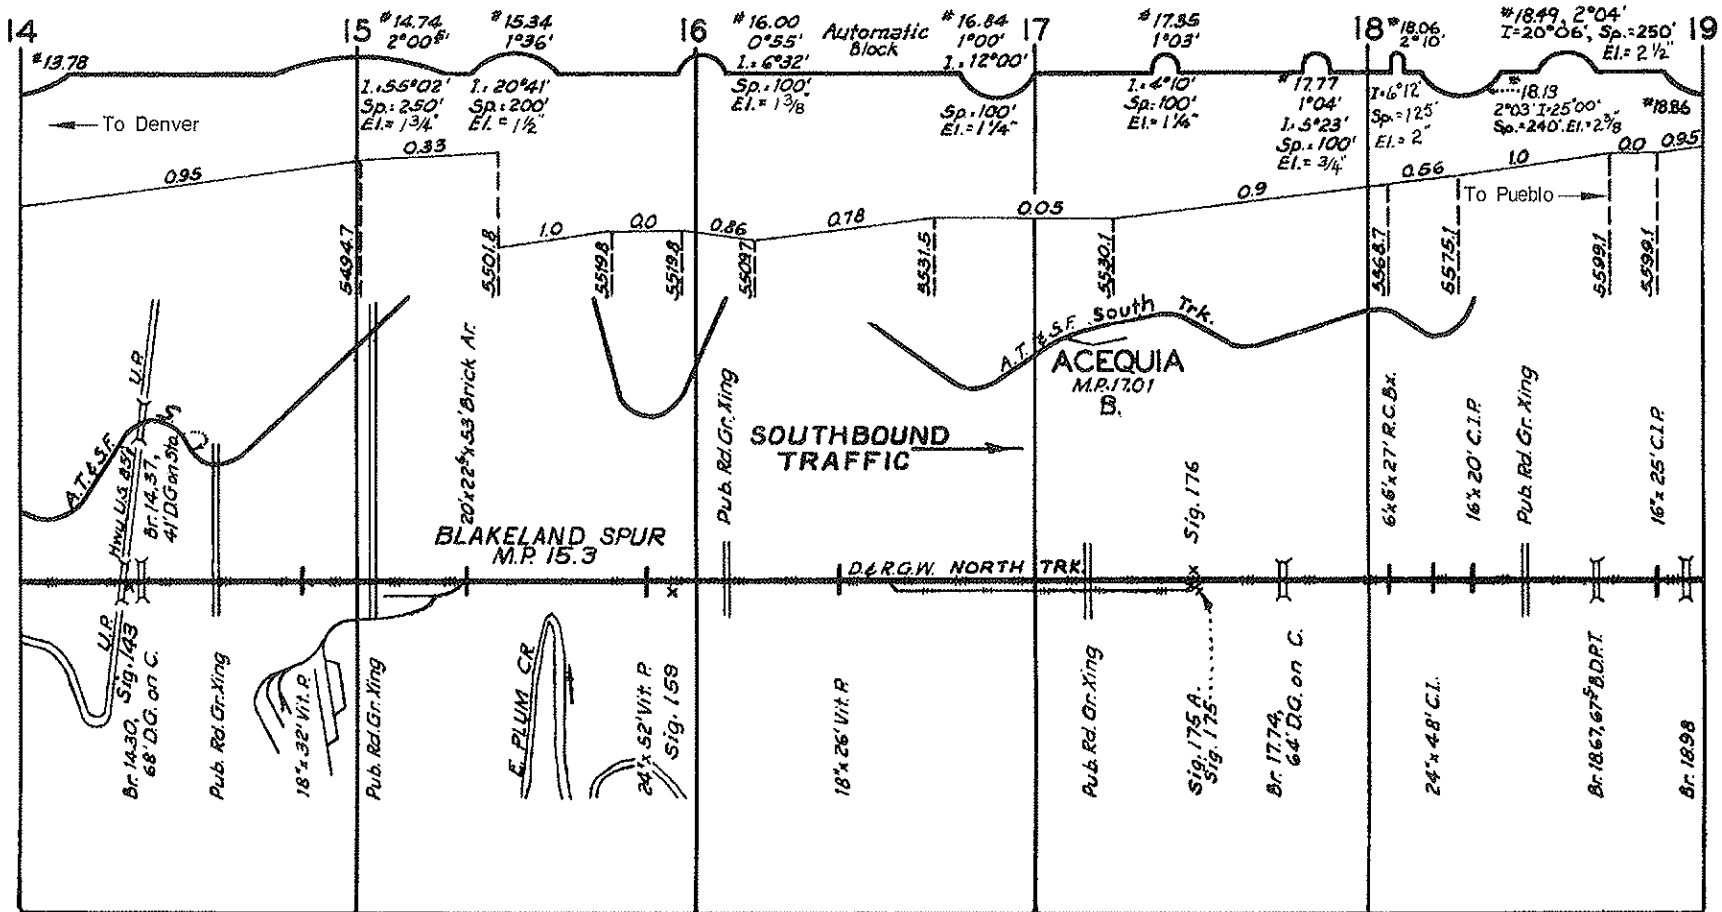 14
15
16
17
18
19
#13.78
#14.74
2°00'
I.=55°02'
Sp.=250'
El.=1 3/4"
#15.34
1°36'
I.=20°41'
Sp.=200'
El.=1 1/2"
#16.00
0°55'
I.=6°32'
Sp.=100'
El.=1 3/8
Automatic
Block
#16.84
1°00'
I.=12°00'
Sp.=100'
El.=1 1/4"
#17.35
1°03'
I.=4°10'
Sp.=100'
El.=1 1/4"
#17.77
1°04'
I.=5°23'
Sp.=100'
El.=3/4"
#18.06
2°10'
I=6°12'
Sp.=125'
El.=2"
#18.13
2°03' I=25°00'
Sp.=240'. El.=2 3/8
#18.49, 2°04'
I=20°06', Sp.=250'
El.=2 1/2"
#18.86
To Denver
To Pueblo
0.95
0.33
1.0
0.0
0.86
0.78
0.05
0.9
0.66
1.0
0.0
0.95
5494.7
5501.8
5519.8
5519.8
5509.7
5531.5
5530.1
5568.7
5575.1
5599.1
5599.1
A.T. & S.F.
U.P.
Hwy U.S. 85
Br. 14.37,
41' D.G on Sto.
20'x22⁵x53' Brick Ar.
BLAKELAND SPUR
M.P. 15.3
Pub. Rd. Gr. Xing
A.T. & S.F. South Trk.
ACEQUIA
M.P. 17.01
B.
SOUTHBOUND
TRAFFIC
Sig. 176
6'x6'x27' R.C. Bx.
16"x20' C.I.P.
Pub. Rd. Gr. Xing
16"x25' C.I.P.
D.& R.G.W. NORTH TRK.
U.P.
Br. 14.30, Sig. 143
68' D.G. on C.
Pub. Rd. Gr. Xing
18"x32' Vit. P.
Pub. Rd. Gr. Xing
E. PLUM CR.
24"x52' Vit. P.
Sig. 159
18"x26' Vit. P.
Pub. Rd. Gr. Xing
Sig. 175 A.
Sig. 175
Br. 17.74,
64' D.G. on C.
24"x48' C.I.
Br. 18.67, 67⁵' B.D.P.T.
Br. 18.98